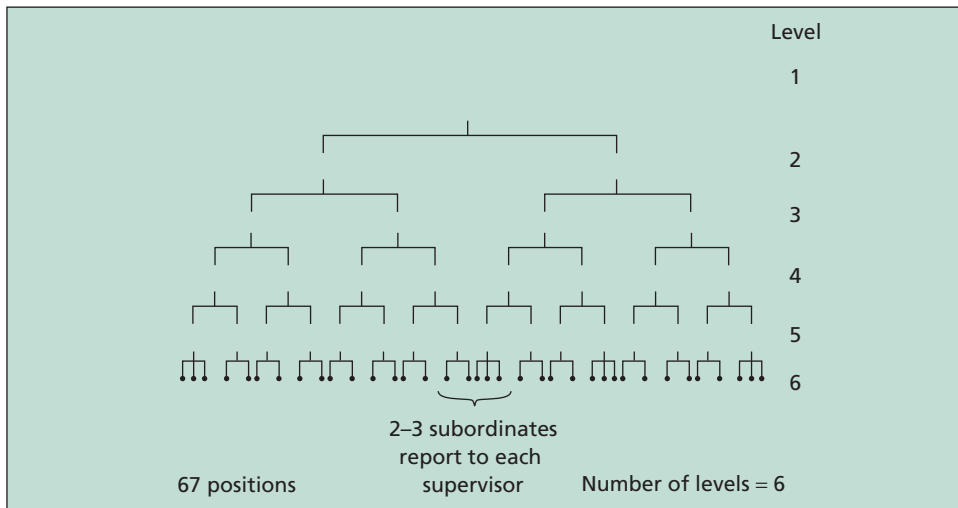 Level
1
2
3
4
5
6
2–3 subordinates
report to each
supervisor
67 positions
Number of levels = 6